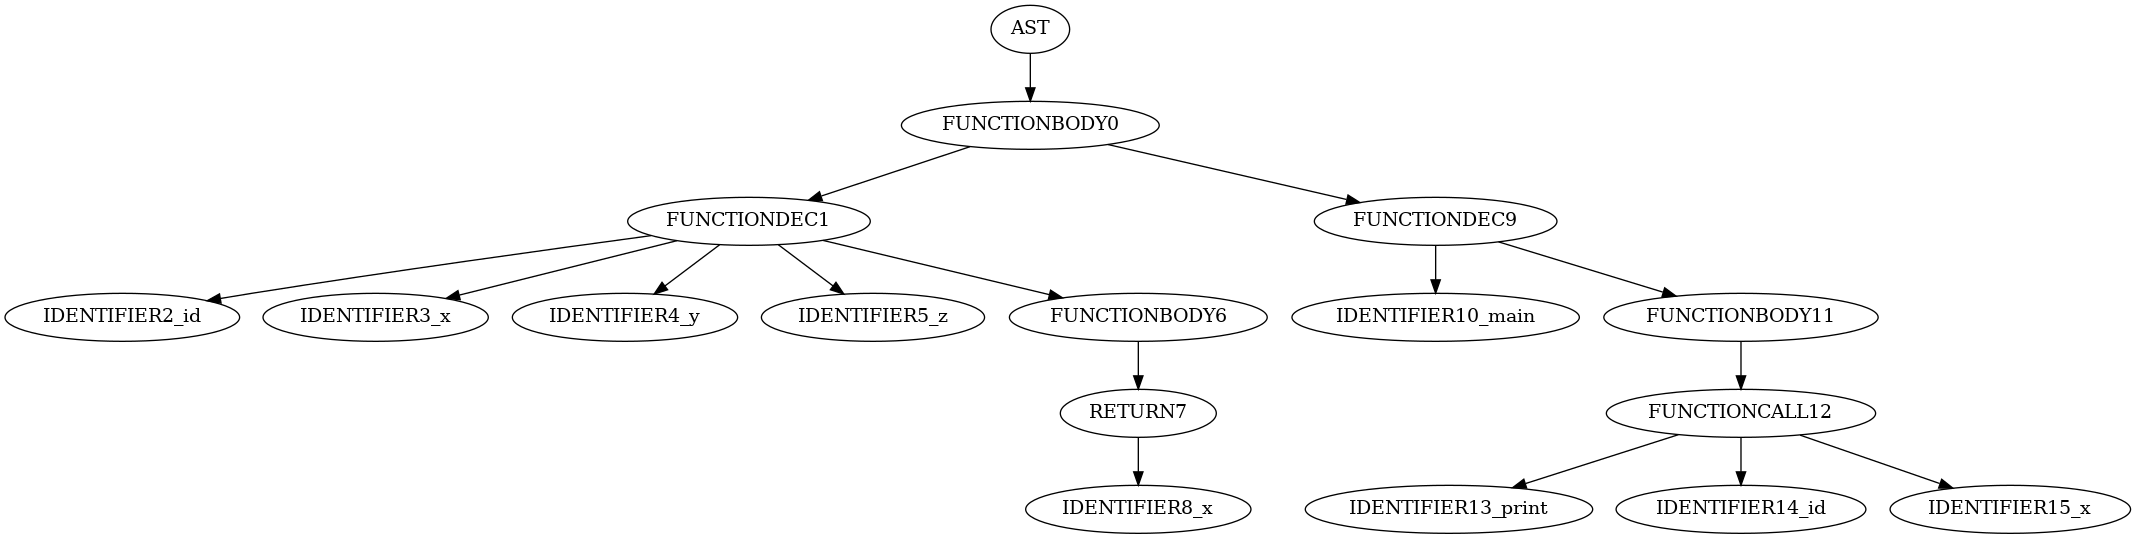 AST
FUNCTIONBODY0
FUNCTIONDEC1
FUNCTIONDEC9
IDENTIFIER2_id
IDENTIFIER3_x
IDENTIFIER4_y
IDENTIFIER5_z
FUNCTIONBODY6
IDENTIFIER10_main
FUNCTIONBODY11
RETURN7
FUNCTIONCALL12
IDENTIFIER8_x
IDENTIFIER13_print
IDENTIFIER14_id
IDENTIFIER15_x